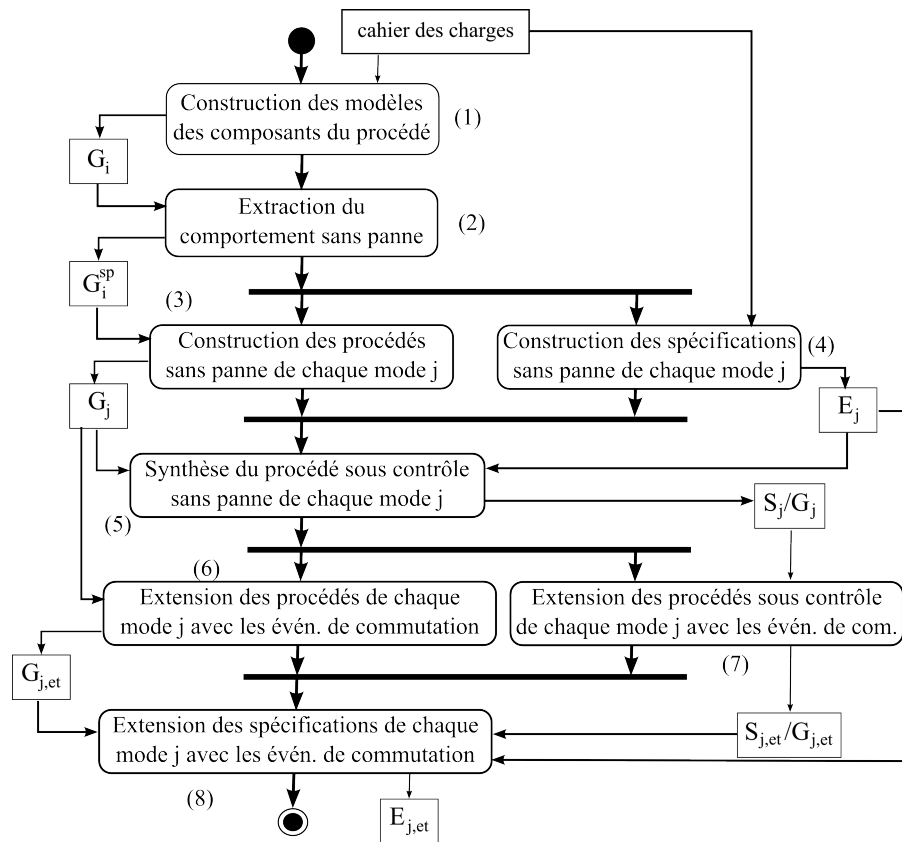 cahier des charges
Construction des modèles
des composants du procédé
(1)
G_i
Extraction du
comportement sans panne
(2)
G_i^sp
(3)
Construction des procédés
sans panne de chaque mode j
Construction des spécifications
sans panne de chaque mode j
(4)
G_j
E_j
Synthèse du procédé sous contrôle
sans panne de chaque mode j
(5)
S_j/G_j
(6)
Extension des procédés de chaque
mode j avec les évén. de commutation
Extension des procédés sous contrôle
de chaque mode j avec les évén. de com.
(7)
G_j,et
Extension des spécifications de chaque
mode j avec les évén. de commutation
S_j,et/G_j,et
(8)
E_j,et